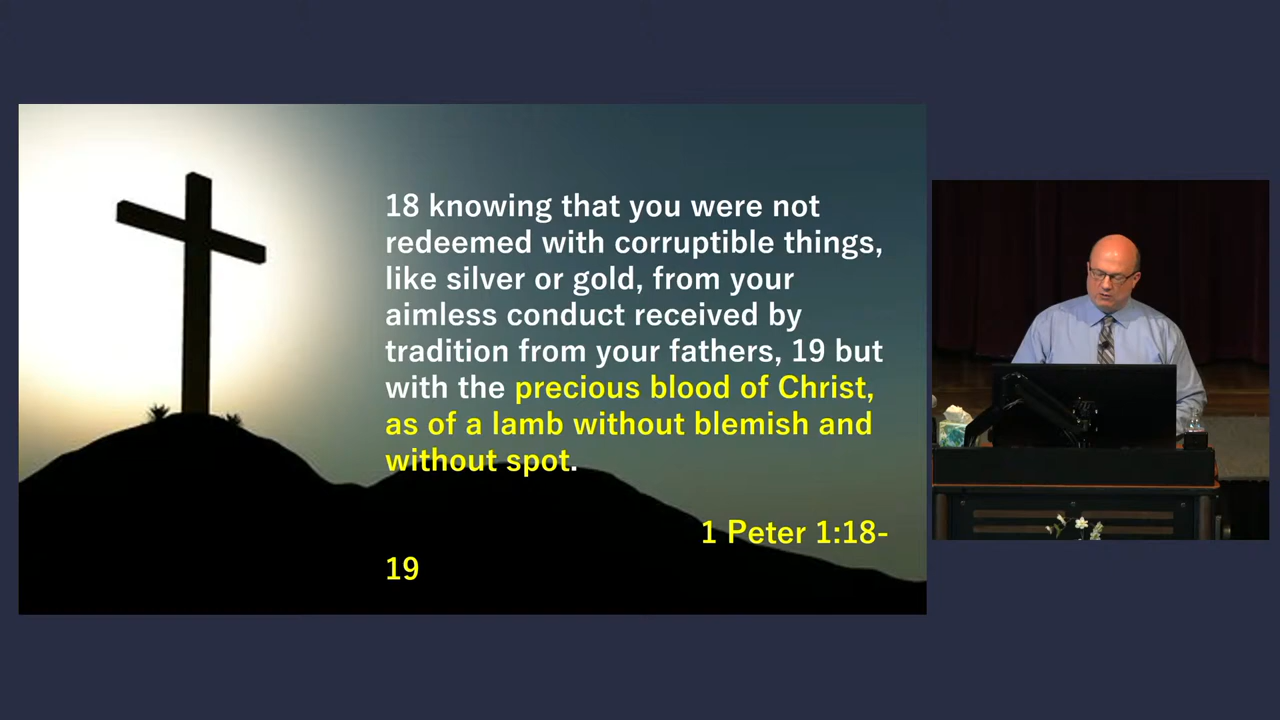 18 knowing that you were not
redeemed with corruptible things,
like silver or gold, from your
aimless conduct received by
tradition from your fathers, 19 but
with the precious blood of Christ,
as of a lamb without blemish and
without spot.
1 Peter 1:18-
19